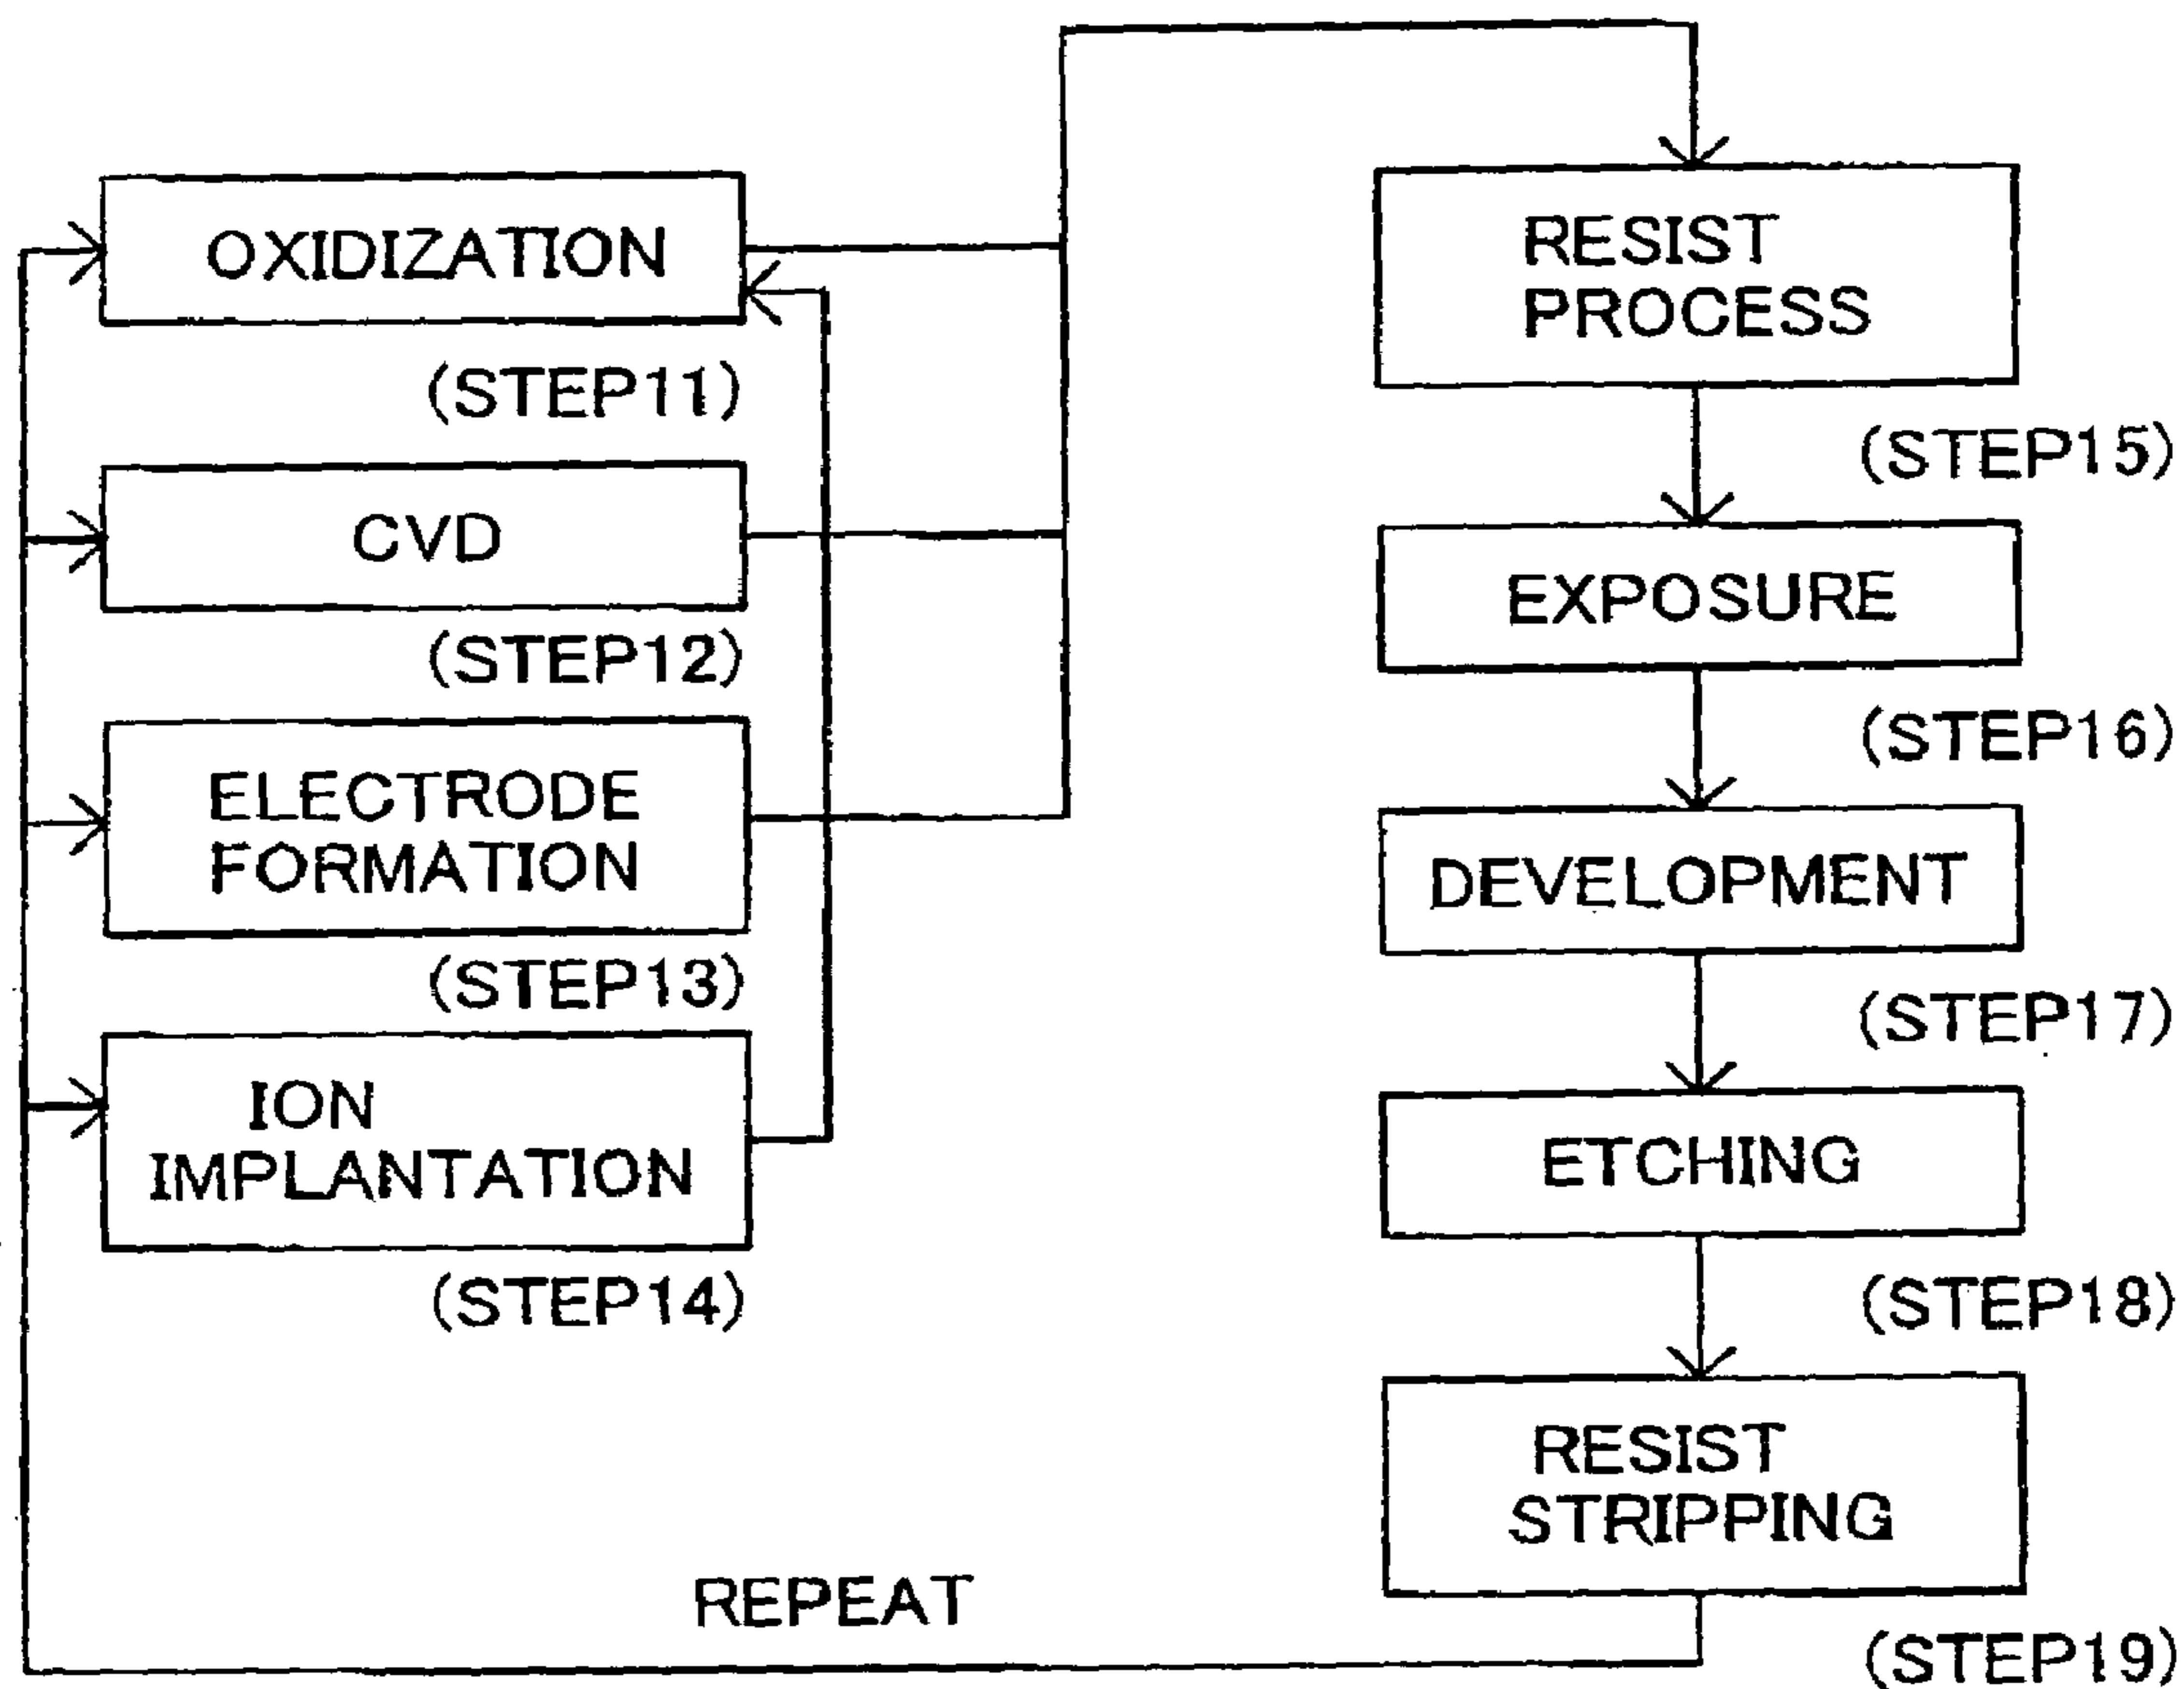 OXIDIZATION
(STEP11)
CVD
(STEP12)
ELECTRODE
FORMATION
(STEP13)
ION
IMPLANTATION
(STEP14)
RESIST
PROCESS
(STEP15)
EXPOSURE
(STEP16)
DEVELOPMENT
(STEP17)
ETCHING
(STEP18)
RESIST
STRIPPING
(STEP19)
REPEAT